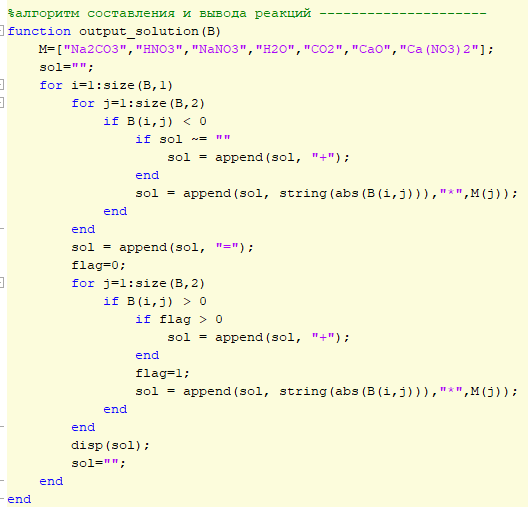 %алгоритм составления и вывода реакций ---------------------
function output_solution(B)
    M=["Na2CO3","HNO3","NaNO3","H2O","CO2","CaO","Ca(NO3)2"];
    sol="";
    for i=1:size(B,1)
        for j=1:size(B,2)
            if B(i,j) < 0
                if sol ~= ""
                    sol = append(sol, "+");
                end
                sol = append(sol, string(abs(B(i,j))),"*",M(j));
            end
        end
        sol = append(sol, "=");
        flag=0;
        for j=1:size(B,2)
            if B(i,j) > 0
                if flag > 0
                    sol = append(sol, "+");
                end
                flag=1;
                sol = append(sol, string(abs(B(i,j))),"*",M(j));
            end
        end
        disp(sol);
        sol="";
    end
end